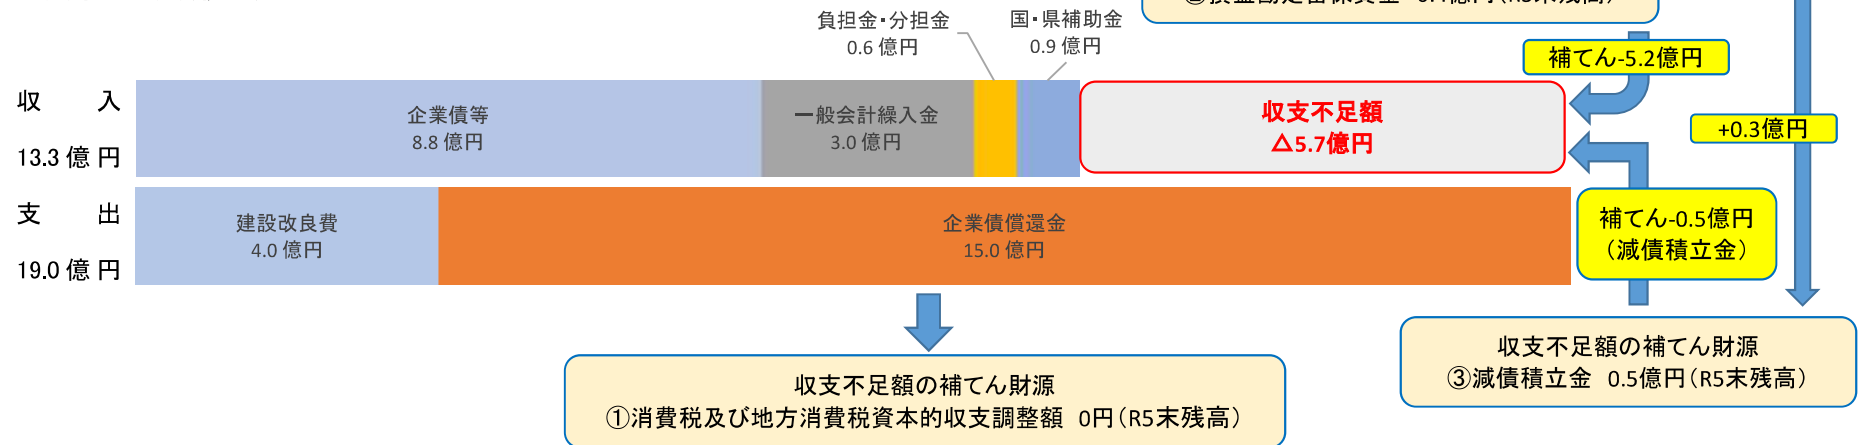 負担金・分担金
0.6 億円
国・県補助金
0.9 億円
補てん-5.2億円
収 入
13.3 億 円
企業債等
8.8 億円
一般会計繰入金
3.0 億円
収支不足額
△5.7億円
+0.3億円
支 出
19.0 億 円
建設改良費
4.0 億円
企業債償還金
15.0 億円
補てん-0.5億円
（減債積立金）
収支不足額の補てん財源
①消費税及び地方消費税資本的収支調整額 0円（R5末残高）
収支不足額の補てん財源
③減債積立金 0.5億円（R5末残高）